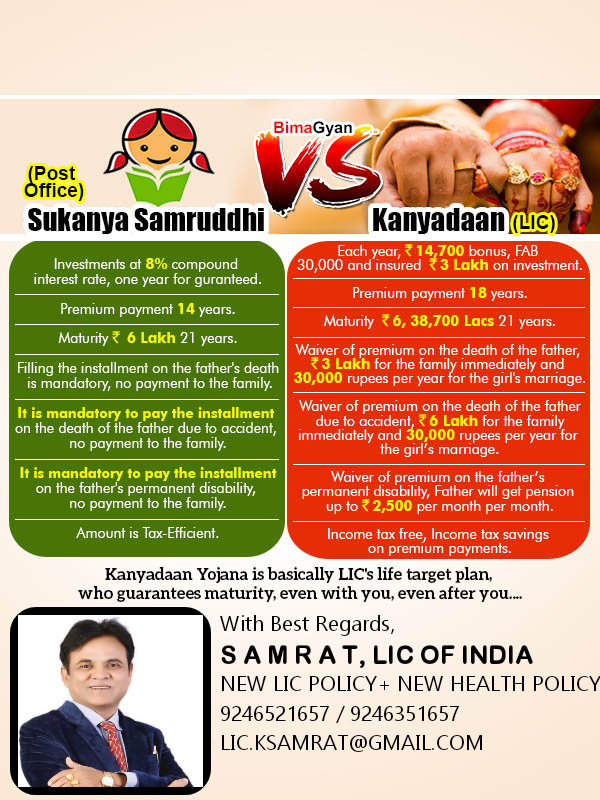 BimaGyan
VS
(Post
Office)
Sukanya Samruddhi
Kanyadaan (LIC)
Investments at 8% compound
interest rate, one year for guranteed.
Premium payment 14 years.
Maturity ₹ 6 Lakh 21 years.
Filling the installment on the father's death
is mandatory, no payment to the family.
It is mandatory to pay the installment
on the death of the father due to accident,
no payment to the family.
It is mandatory to pay the installment
on the father's permanent disability,
no payment to the family.
Amount is Tax-Efficient.
Each year, ₹ 14,700 bonus, FAB
30,000 and insured ₹ 3 Lakh on investment.
Premium payment 18 years.
Maturity ₹ 6, 38,700 Lacs 21 years.
Waiver of premium on the death of the father,
₹ 3 Lakh for the family immediately and
30,000 rupees per year for the girl's marriage.
Waiver of premium on the death of the father
due to accident, ₹ 6 Lakh for the family
immediately and 30,000 rupees per year for
the girl's marriage.
Waiver of premium on the father's
permanent disability, Father will get pension
up to ₹ 2,500 per month per month.
Income tax free, Income tax savings
on premium payments.
Kanyadaan Yojana is basically LIC's life target plan,
who guarantees maturity, even with you, even after you....
With Best Regards,
S A M R A T, LIC OF INDIA
NEW LIC POLICY+ NEW HEALTH POLICY
9246521657 / 9246351657
LIC.KSAMRAT@GMAIL.COM